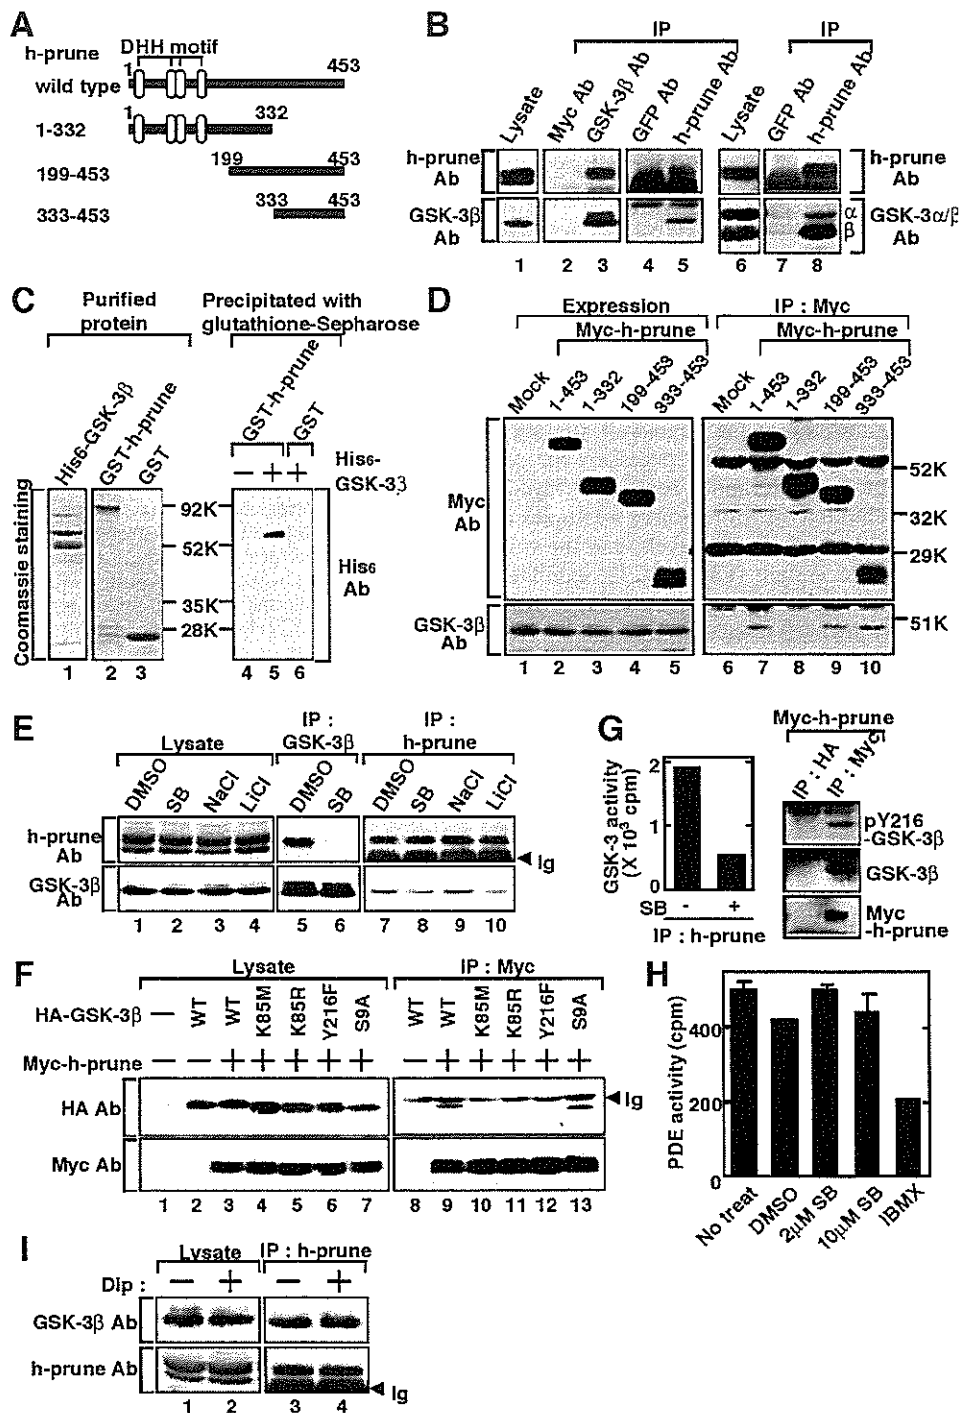 A
h-prune
DHH motif
wild type
1
453
1-332
1
332
199-453
199
453
333-453
333
453
B
IP
IP
Lysate
Myc Ab
GSK-3β Ab
GFP Ab
h-prune Ab
Lysate
GFP Ab
h-prune Ab
h-prune Ab
h-prune Ab
GSK-3β Ab
α
β
GSK-3α/β Ab
1 2 3 4 5 6 7 8
C
Purified protein
Precipitated with glutathione-Sepharose
His6-GSK-3β
GST-h-prune
GST
GST-h-prune
GST
− + +
His6-GSK-3β
Coomassie staining
92K
52K
35K
28K
His6 Ab
1 2 3 4 5 6
D
Expression
IP : Myc
Myc-h-prune
Myc-h-prune
Mock
1-453
1-332
199-453
333-453
Mock
1-453
1-332
199-453
333-453
Myc Ab
52K
32K
29K
GSK-3β Ab
51K
1 2 3 4 5 6 7 8 9 10
E
Lysate
IP : GSK-3β
IP : h-prune
DMSO
SB
NaCl
LiCl
DMSO
SB
DMSO
SB
NaCl
LiCl
h-prune Ab
Ig
GSK-3β Ab
1 2 3 4 5 6 7 8 9 10
F
Lysate
IP : Myc
HA-GSK-3β
— WT WT K85M K85R Y216F S9A WT WT K85M K85R Y216F S9A
Myc-h-prune
− − + + + + + − + + + + +
HA Ab
Ig
Myc Ab
1 2 3 4 5 6 7 8 9 10 11 12 13
G
GSK-3 activity (X 10³ cpm)
2
1
0
SB - +
IP : h-prune
Myc-h-prune
IP : HA
IP : Myc
pY216-GSK-3β
GSK-3β
Myc-h-prune
H
PDE activity (cpm)
400
200
0
No treat
DMSO
2μM SB
10μM SB
IBMX
I
Lysate
IP : h-prune
Dip : − + − +
GSK-3β Ab
h-prune Ab
Ig
1 2 3 4